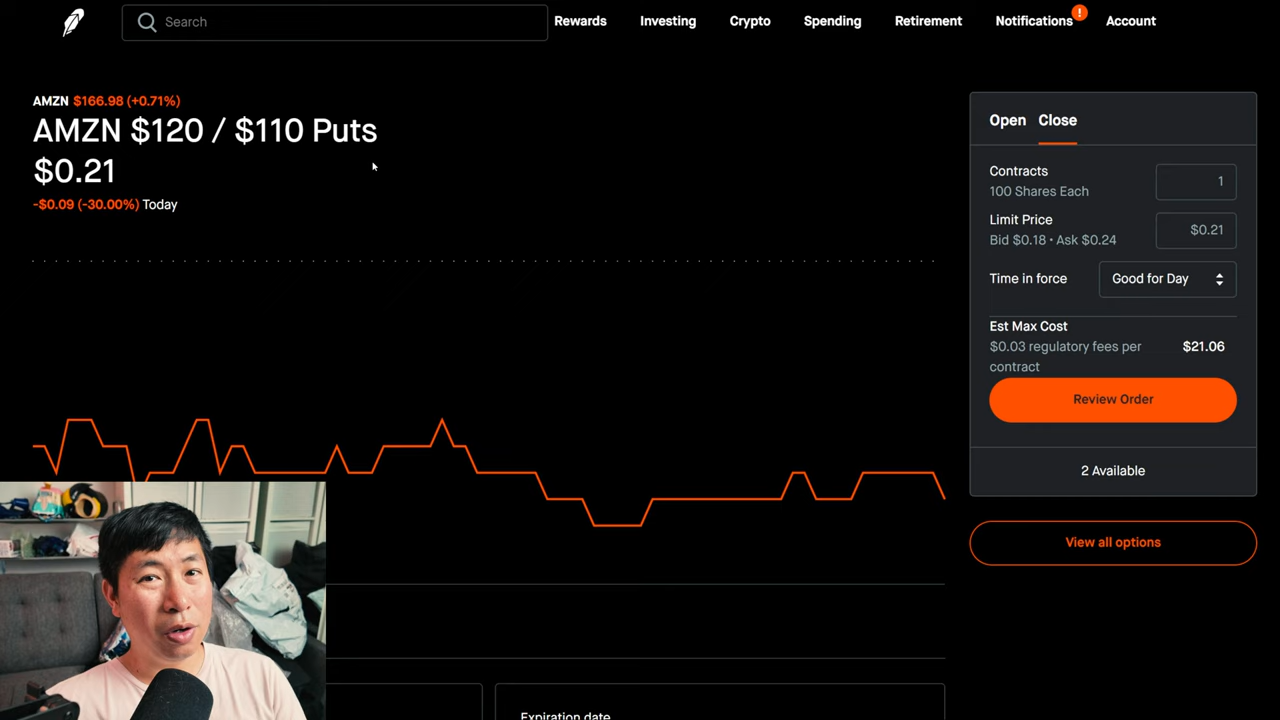 Search
Rewards
Investing
Crypto
Spending
Retirement
Notifications
!
Account
AMZN $166.98 (+0.71%)
AMZN $120 / $110 Puts
$0.21
-$0.09 (-30.00%) Today
Open Close
Contracts
100 Shares Each
1
Limit Price
Bid $0.18 • Ask $0.24
$0.21
Time in force
Good for Day
Est Max Cost
$0.03 regulatory fees per
contract
$21.06
Review Order
2 Available
View all options
Expiration date